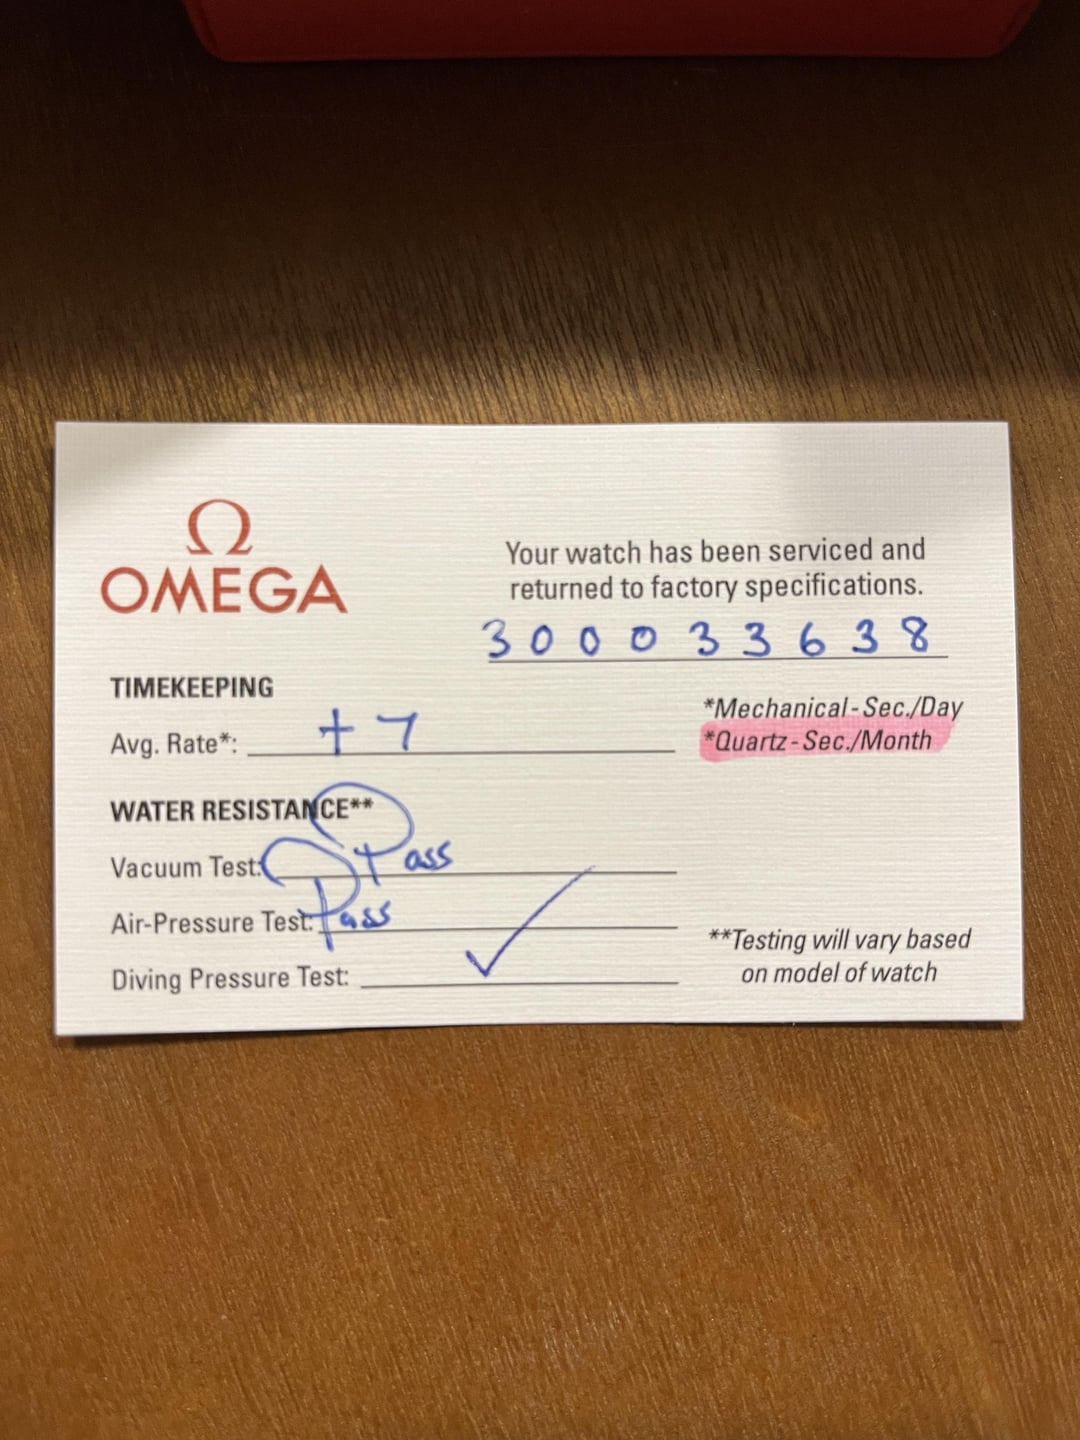 Ω
OMEGA
Your watch has been serviced and
returned to factory specifications.
3000 33638
TIMEKEEPING
Avg. Rate*: +7
*Mechanical-Sec./Day
*Quartz-Sec./Month
WATER RESISTANCE**
Vacuum Test: Pass
Air-Pressure Test: Pass
Diving Pressure Test: ✓
**Testing will vary based
on model of watch